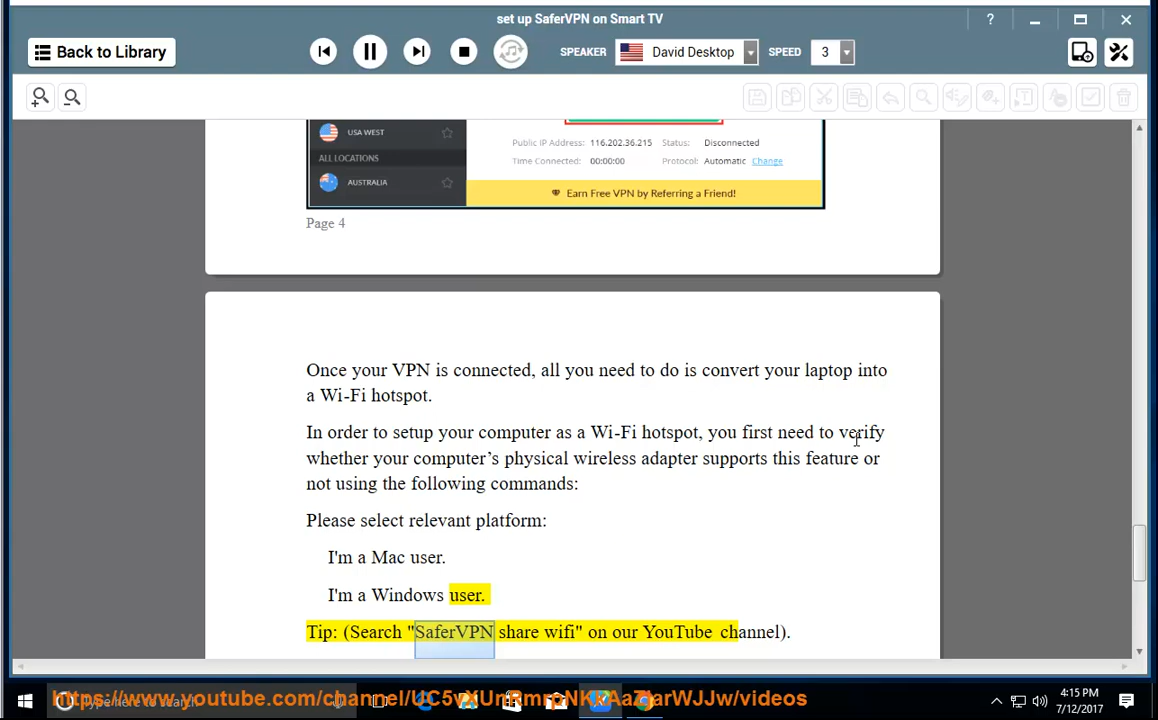 set up SaferVPN on Smart TV
?
Back to Library
SPEAKER David Desktop SPEED 3
USA WEST
ALL LOCATIONS
AUSTRALIA
Public IP Address: 116.202.36.215 Status: Disconnected
Time Connected: 00:00:00 Protocol: Automatic Change
Earn Free VPN by Referring a Friend!
Page 4
Once your VPN is connected, all you need to do is convert your laptop into
a Wi-Fi hotspot.
In order to setup your computer as a Wi-Fi hotspot, you first need to verify
whether your computer’s physical wireless adapter supports this feature or
not using the following commands:
Please select relevant platform:
I'm a Mac user.
I'm a Windows user.
Tip: (Search "SaferVPN share wifi" on our YouTube channel).
4:15 PM
7/12/2017